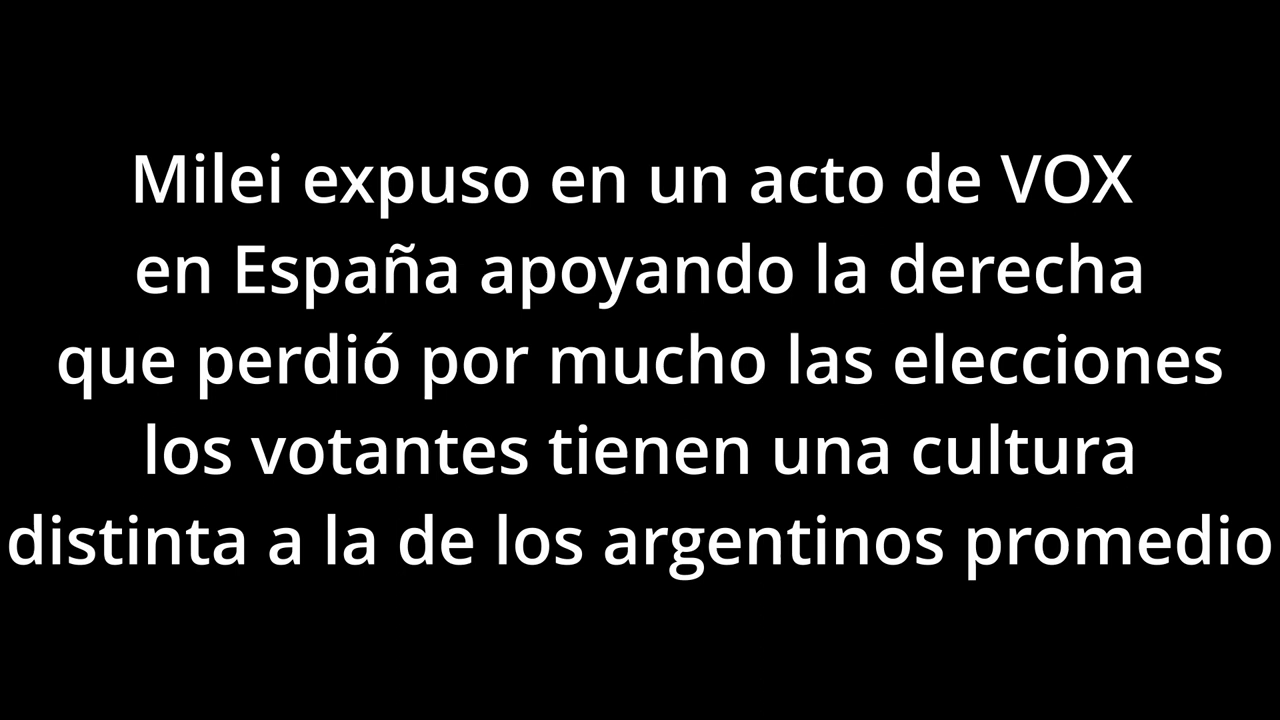 Milei expuso en un acto de VOX
en España apoyando la derecha
que perdió por mucho las elecciones
los votantes tienen una cultura
distinta a la de los argentinos promedio